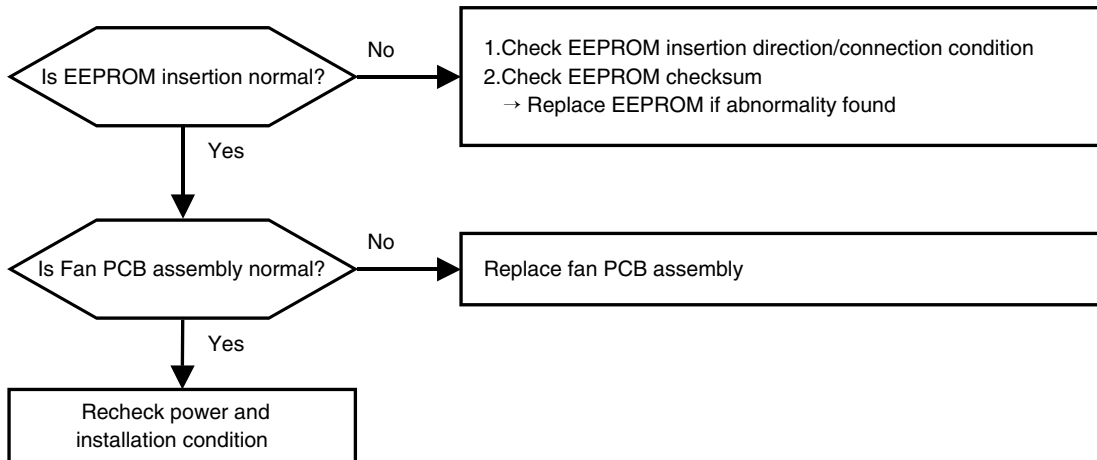 Is EEPROM insertion normal?
No
1.Check EEPROM insertion direction/connection condition
2.Check EEPROM checksum
→ Replace EEPROM if abnormality found
Yes
Is Fan PCB assembly normal?
No
Replace fan PCB assembly
Yes
Recheck power and
installation condition